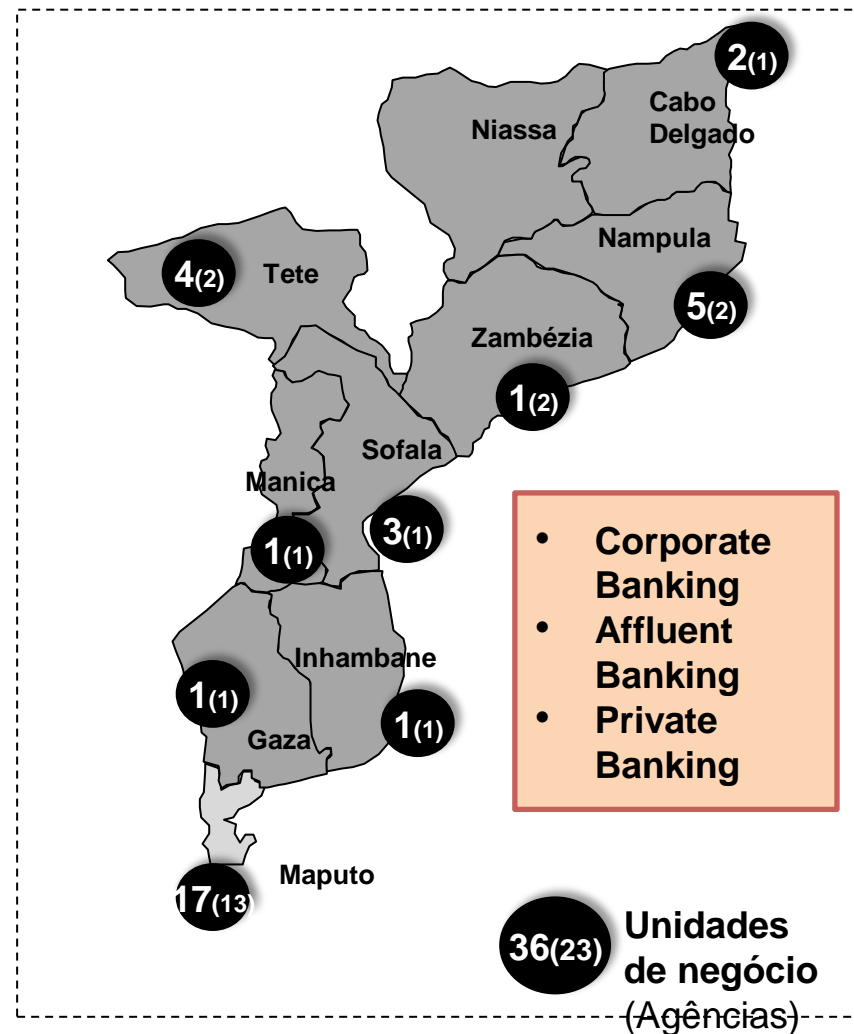 2(1)
Cabo
Delgado
Niassa
Nampula
4(2)
Tete
5(2)
Zambézia
1(2)
Sofala
Manica
3(1)
1(1)
• Corporate
Banking
• Affluent
Banking
• Private
Banking
Inhambane
1(1)
1(1)
Gaza
Maputo
17(13)
36(23)
Unidades
de negócio
(Agências)